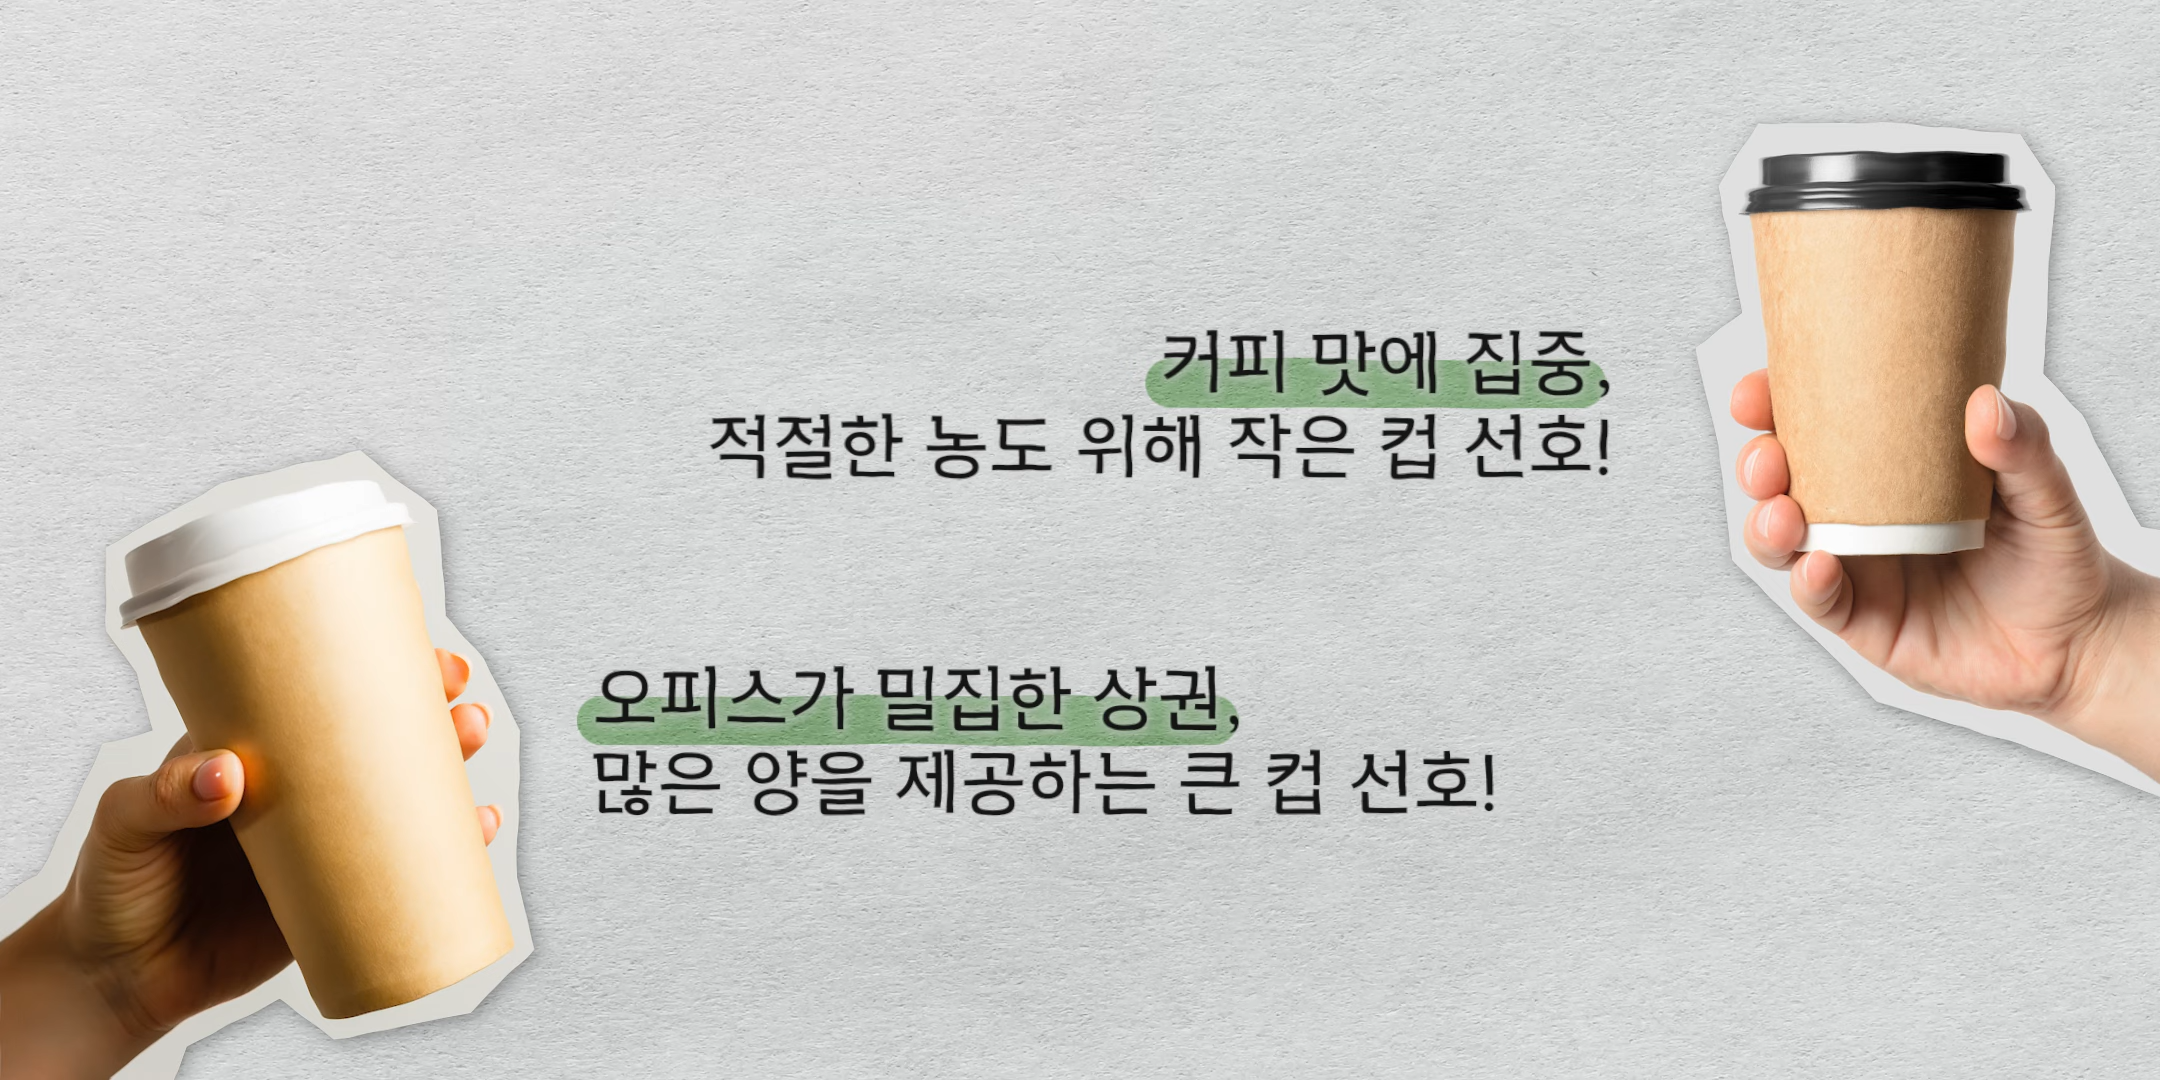 커피 맛에 집중,
적절한 농도 위해 작은 컵 선호!
오피스가 밀집한 상권,
많은 양을 제공하는 큰 컵 선호!